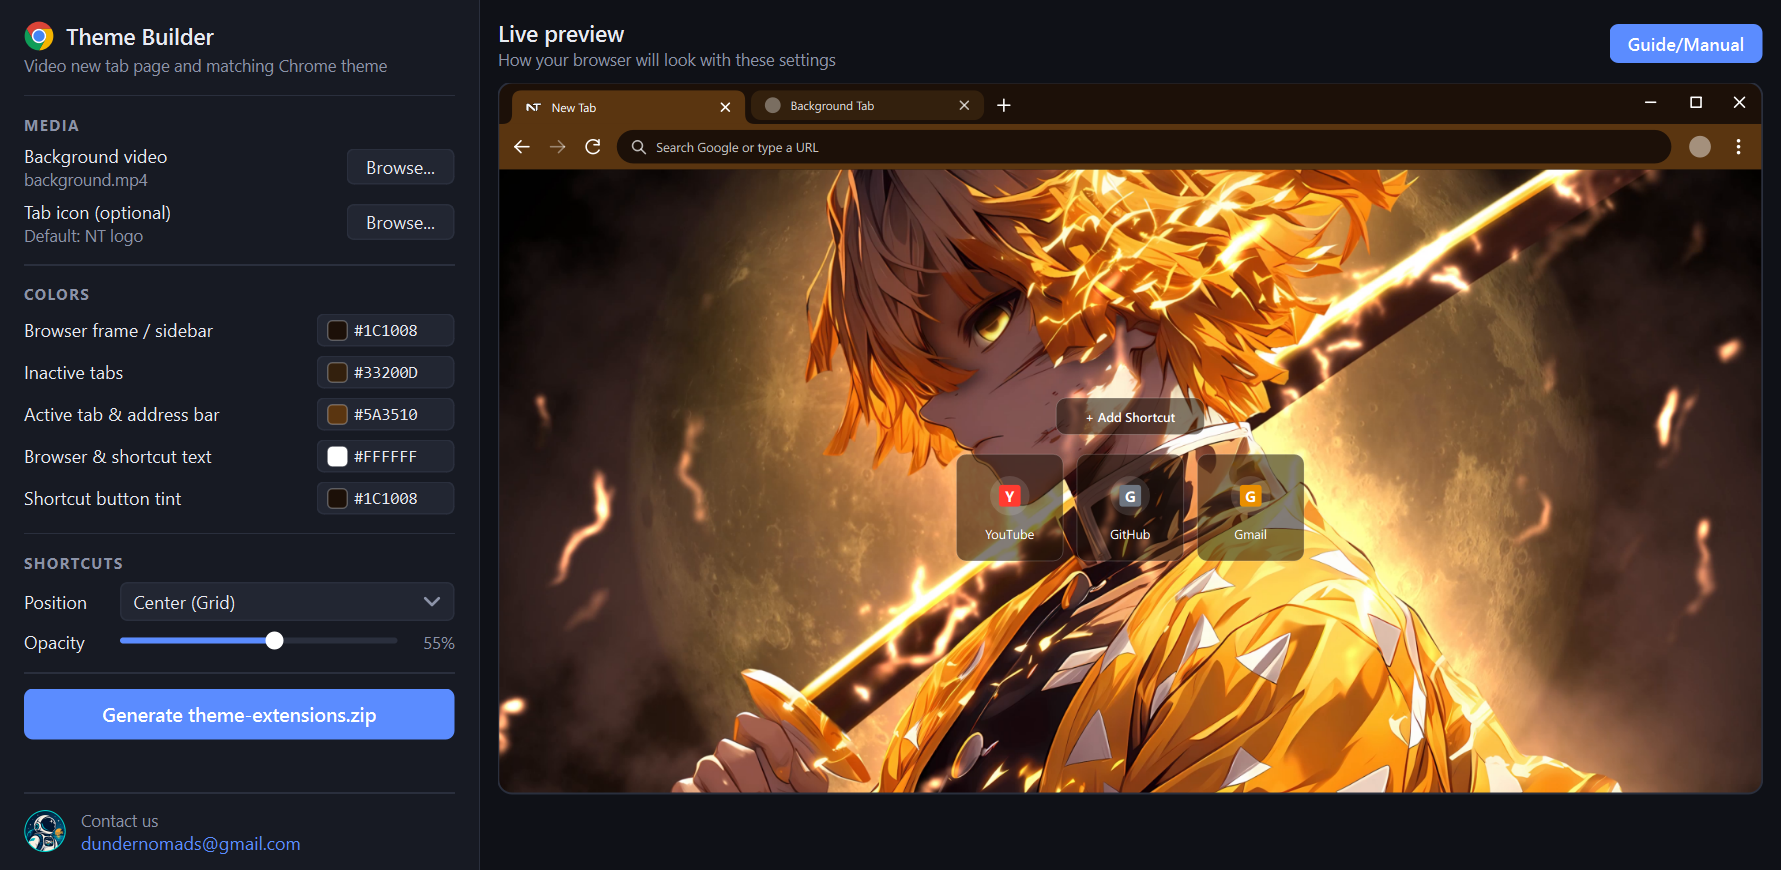 Theme Builder
Video new tab page and matching Chrome theme
MEDIA
Background video
background.mp4
Browse...
Tab icon (optional)
Default: NT logo
Browse...
COLORS
Browser frame / sidebar
#1C1008
Inactive tabs
#33200D
Active tab & address bar
#5A3510
Browser & shortcut text
#FFFFFF
Shortcut button tint
#1C1008
SHORTCUTS
Position
Center (Grid)
Opacity
55%
Generate theme-extensions.zip
Contact us
dundernomads@gmail.com
Live preview
How your browser will look with these settings
Guide/Manual
NT New Tab
Background Tab
Search Google or type a URL
+ Add Shortcut
Y
YouTube
G
GitHub
G
Gmail